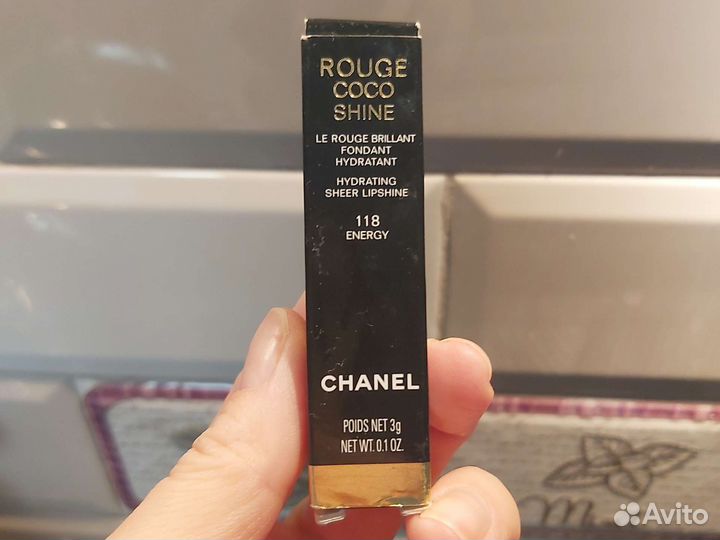 ROUGE
COCO
SHINE
LE ROUGE BRILLANT
FONDANT
HYDRATANT
HYDRATING
SHEER LIPSHINE
118
ENERGY
CHANEL
POIDS NET 3g
NET WT. 0.1 OZ.
Avito